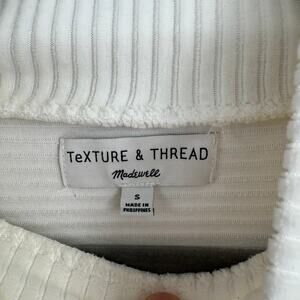 TeXTURE & THREAD
Madewell
S
MADE IN
PHILIPPINES